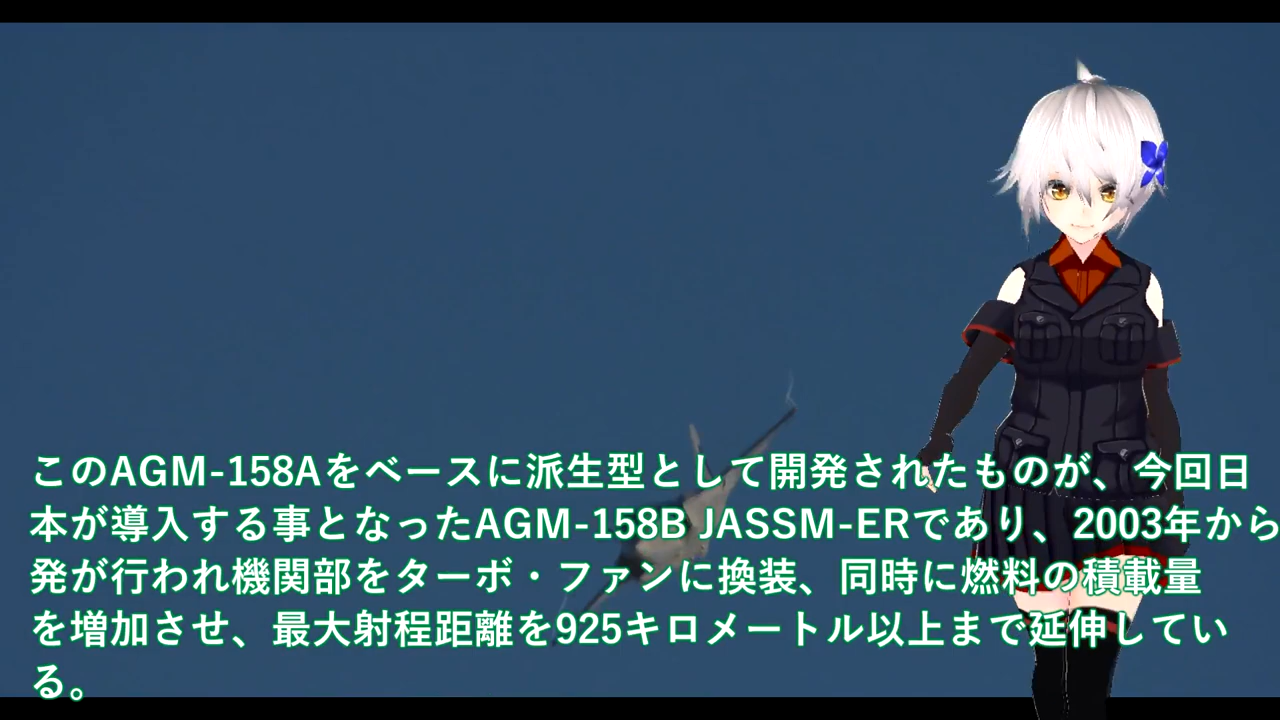 このAGM-158Aをベースに派生型として開発されたものが、今回日
本が導入する事となったAGM-158B JASSM-ERであり、2003年から
発が行われ機関部をターボ・ファンに換装、同時に燃料の積載量
を増加させ、最大射程距離を925キロメートル以上まで延伸してい
る。